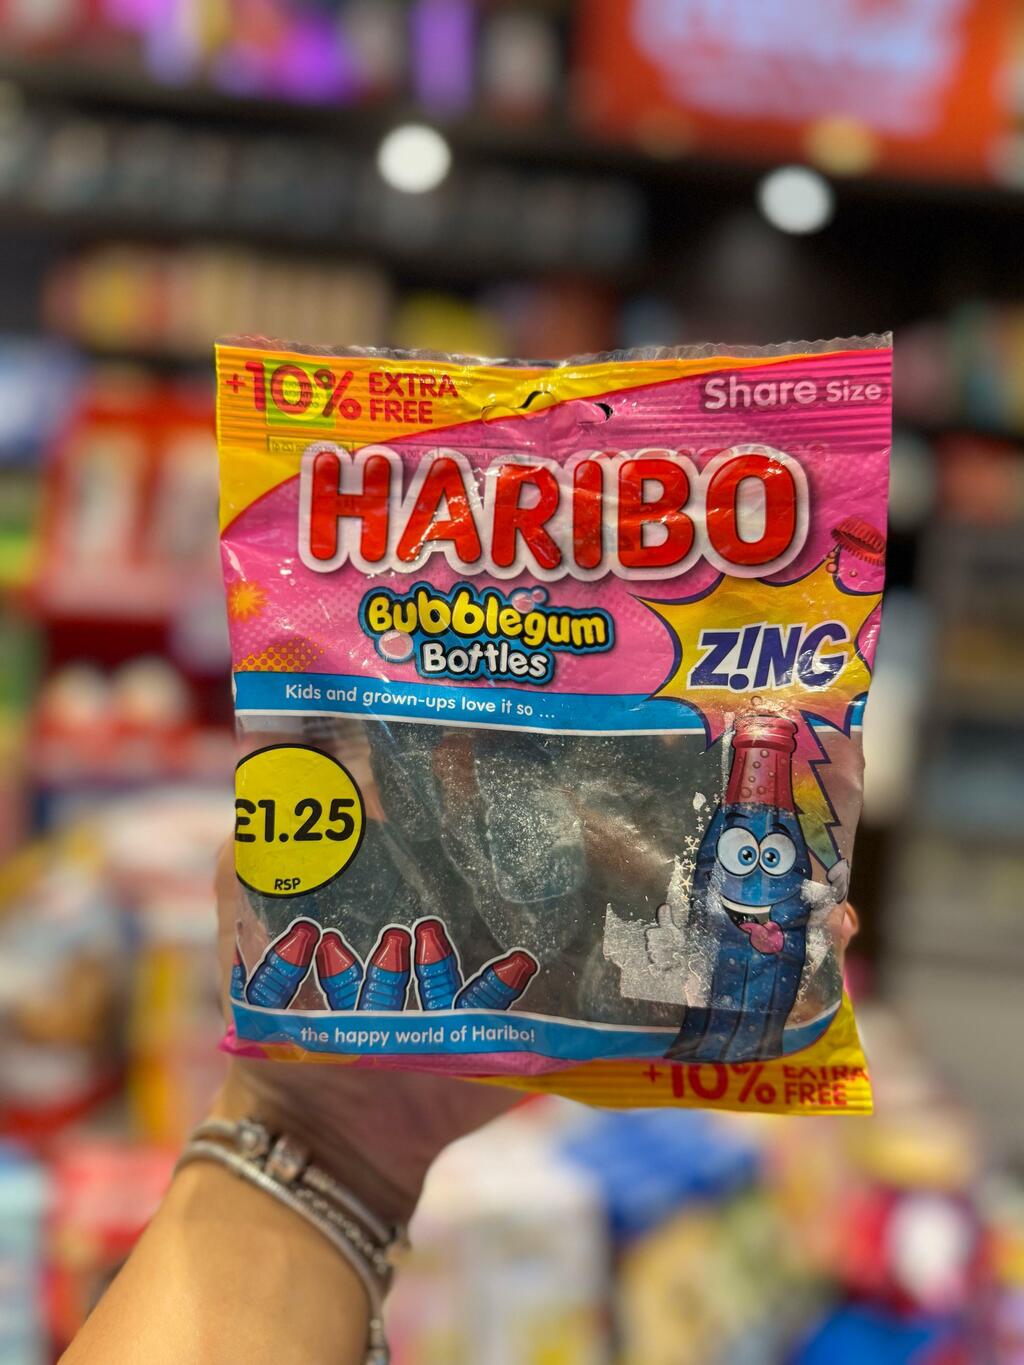 +10% EXTRA FREE
Share Size
HARIBO
Bubblegum
Bottles
Z!NG
Kids and grown-ups love it so ...
£1.25
RSP
the happy world of Haribo!
+10% EXTRA FREE